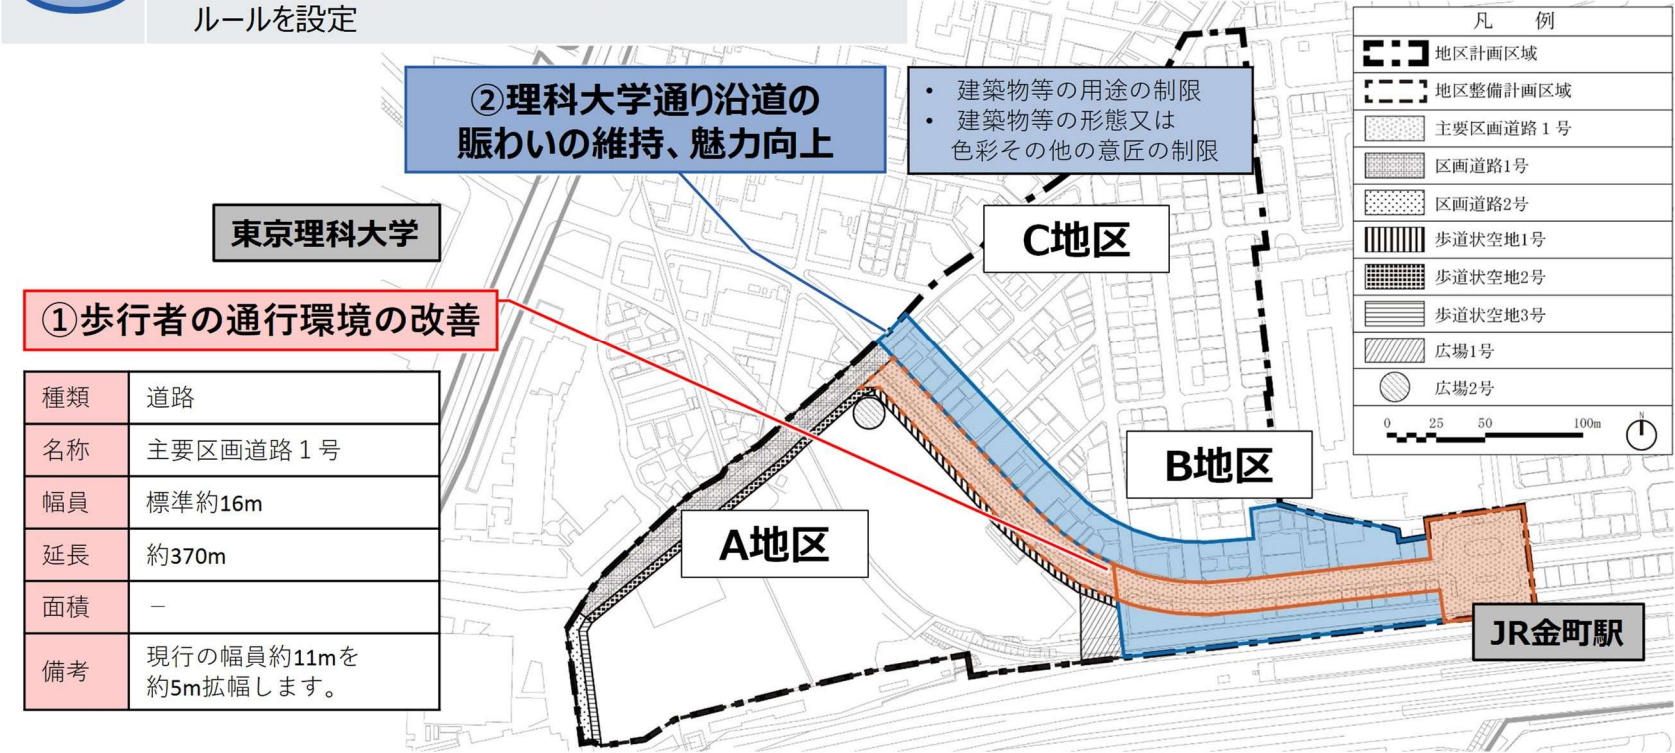 ルールを設定
②理科大学通り沿道の
賑わいの維持、魅力向上
• 建築物等の用途の制限
• 建築物等の形態又は
色彩その他の意匠の制限
東京理科大学
①歩行者の通行環境の改善
種類 道路
名称 主要区画道路1号
幅員 標準約16m
延長 約370m
面積 －
備考 現行の幅員約11mを
約5m拡幅します。
C地区
B地区
A地区
JR金町駅
凡 例
地区計画区域
地区整備計画区域
主要区画道路1号
区画道路1号
区画道路2号
歩道状空地1号
歩道状空地2号
歩道状空地3号
広場1号
広場2号
0 25 50 100m
N